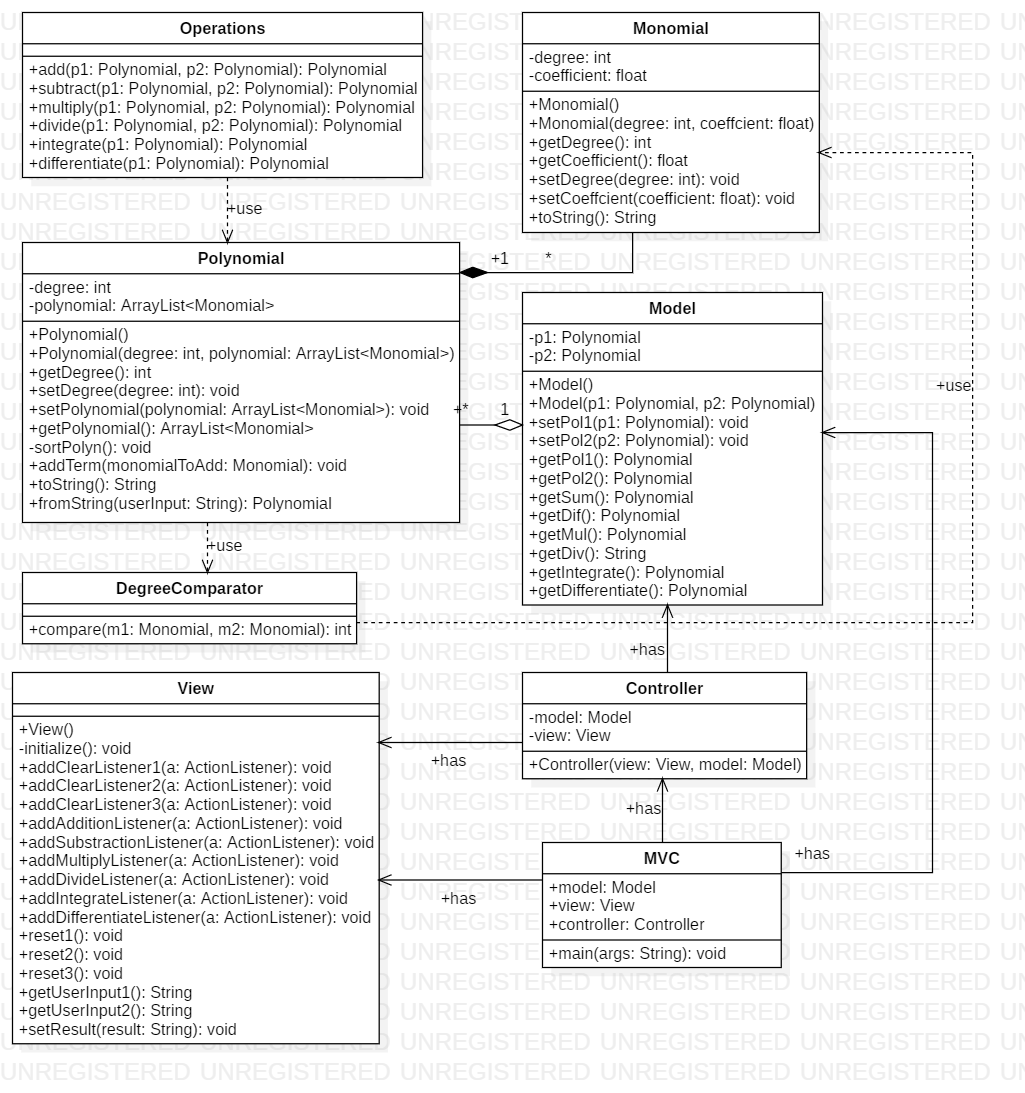 Operations
+add(p1: Polynomial, p2: Polynomial): Polynomial
+subtract(p1: Polynomial, p2: Polynomial): Polynomial
+multiply(p1: Polynomial, p2: Polynomial): Polynomial
+divide(p1: Polynomial, p2: Polynomial): Polynomial
+integrate(p1: Polynomial): Polynomial
+differentiate(p1: Polynomial): Polynomial
+use
Monomial
-degree: int
-coefficient: float
+Monomial()
+Monomial(degree: int, coeffcient: float)
+getDegree(): int
+getCoefficient(): float
+setDegree(degree: int): void
+setCoeffcient(coefficient: float): void
+toString(): String
Polynomial
-degree: int
-polynomial: ArrayList<Monomial>
+Polynomial()
+Polynomial(degree: int, polynomial: ArrayList<Monomial>)
+getDegree(): int
+setDegree(degree: int): void
+setPolynomial(polynomial: ArrayList<Monomial>): void
+getPolynomial(): ArrayList<Monomial>
-sortPolyn(): void
+addTerm(monomialToAdd: Monomial): void
+toString(): String
+fromString(userInput: String): Polynomial
+1
*
+*
1
+use
Model
-p1: Polynomial
-p2: Polynomial
+Model()
+Model(p1: Polynomial, p2: Polynomial)
+setPol1(p1: Polynomial): void
+setPol2(p2: Polynomial): void
+getPol1(): Polynomial
+getPol2(): Polynomial
+getSum(): Polynomial
+getDif(): Polynomial
+getMul(): Polynomial
+getDiv(): String
+getIntegrate(): Polynomial
+getDifferentiate(): Polynomial
+use
DegreeComparator
+compare(m1: Monomial, m2: Monomial): int
+has
View
+View()
-initialize(): void
+addClearListener1(a: ActionListener): void
+addClearListener2(a: ActionListener): void
+addClearListener3(a: ActionListener): void
+addAdditionListener(a: ActionListener): void
+addSubstractionListener(a: ActionListener): void
+addMultiplyListener(a: ActionListener): void
+addDivideListener(a: ActionListener): void
+addIntegrateListener(a: ActionListener): void
+addDifferentiateListener(a: ActionListener): void
+reset1(): void
+reset2(): void
+reset3(): void
+getUserInput1(): String
+getUserInput2(): String
+setResult(result: String): void
Controller
-model: Model
-view: View
+Controller(view: View, model: Model)
+has
+has
MVC
+model: Model
+view: View
+controller: Controller
+main(args: String): void
+has
+has
UNREGISTERED